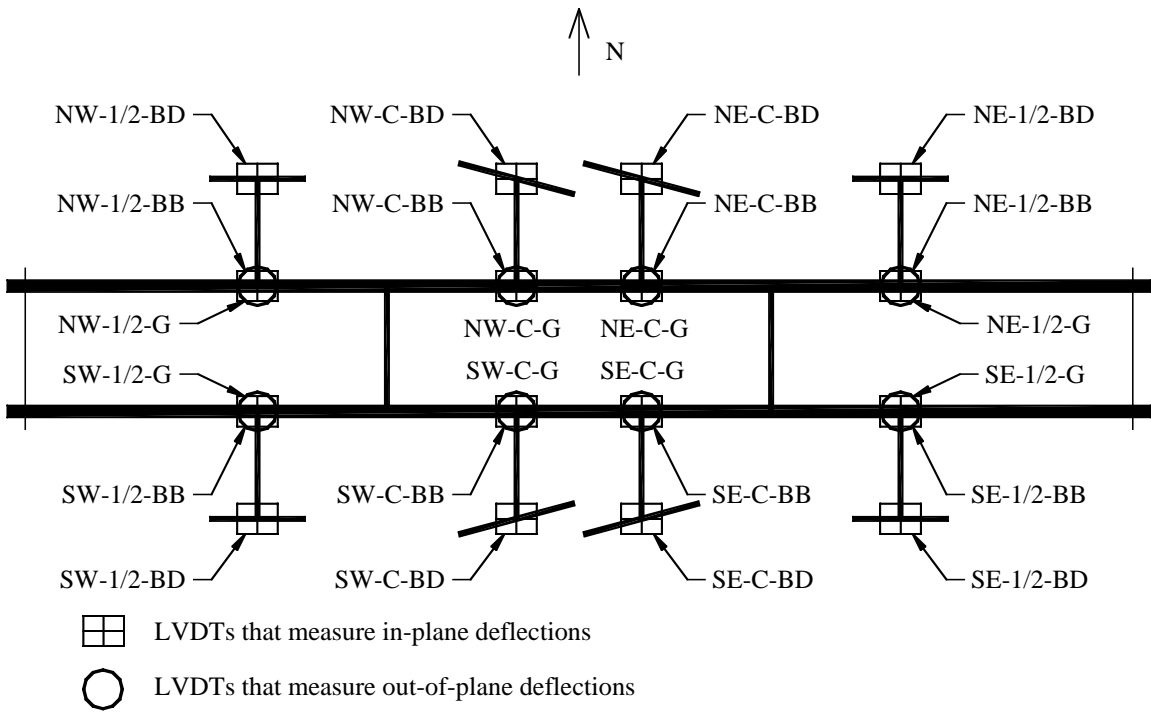 N
NW-1/2-BD
NW-C-BD
NE-C-BD
NE-1/2-BD
NW-1/2-BB
NW-C-BB
NE-C-BB
NE-1/2-BB
NW-1/2-G
NW-C-G
NE-C-G
NE-1/2-G
SW-1/2-G
SW-C-G
SE-C-G
SE-1/2-G
SW-1/2-BB
SW-C-BB
SE-C-BB
SE-1/2-BB
SW-1/2-BD
SW-C-BD
SE-C-BD
SE-1/2-BD
LVDTs that measure in-plane deflections
LVDTs that measure out-of-plane deflections